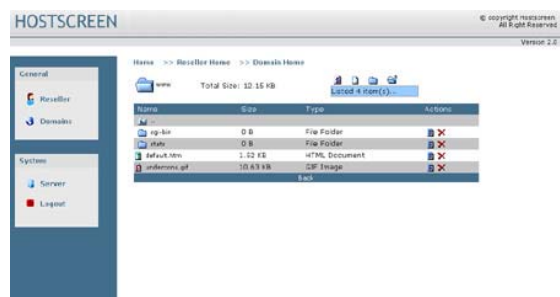 HOSTSCREEN
© copyright Hostscreen.
All Right Reserved
Version 2.0
Home >> Reseller Home >> Domain Home
General
Reseller
Domains
System
Server
Logout
www Total Size: 12.15 KB
Listed 4 item(s)...
Name Size Type Actions
..
cgi-bin 0 B File Folder
stats 0 B File Folder
default.htm 1.52 KB HTML Document
undercons.gif 10.63 KB GIF Image
Back